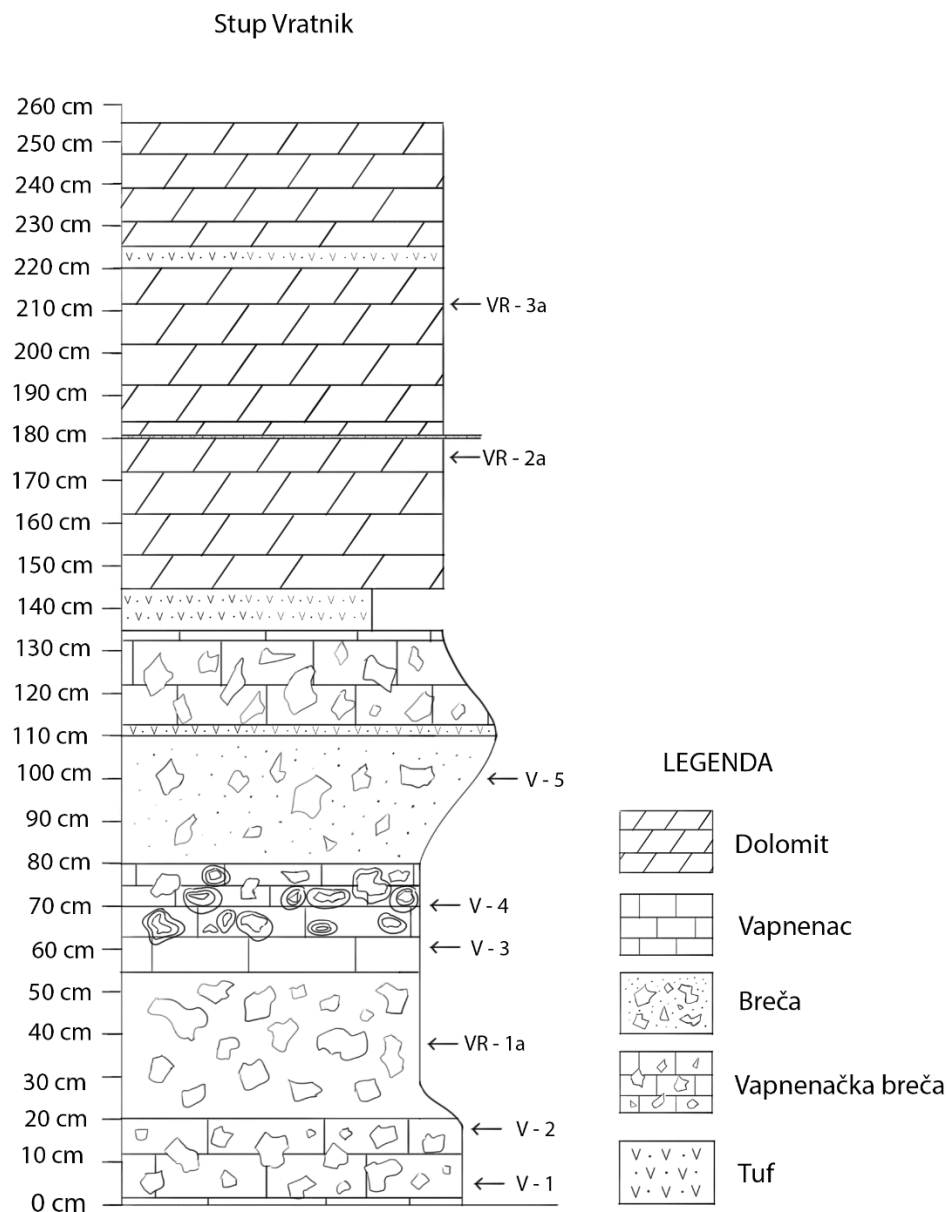 Stup Vratnik
260 cm
250 cm
240 cm
230 cm
220 cm
210 cm
VR - 3a
200 cm
190 cm
180 cm
VR - 2a
170 cm
160 cm
150 cm
140 cm
130 cm
120 cm
110 cm
100 cm
V - 5
90 cm
80 cm
70 cm
V - 4
60 cm
V - 3
50 cm
40 cm
VR - 1a
30 cm
20 cm
V - 2
10 cm
V - 1
0 cm
LEGENDA
Dolomit
Vapnenac
Breča
Vapnenačka breča
Tuf